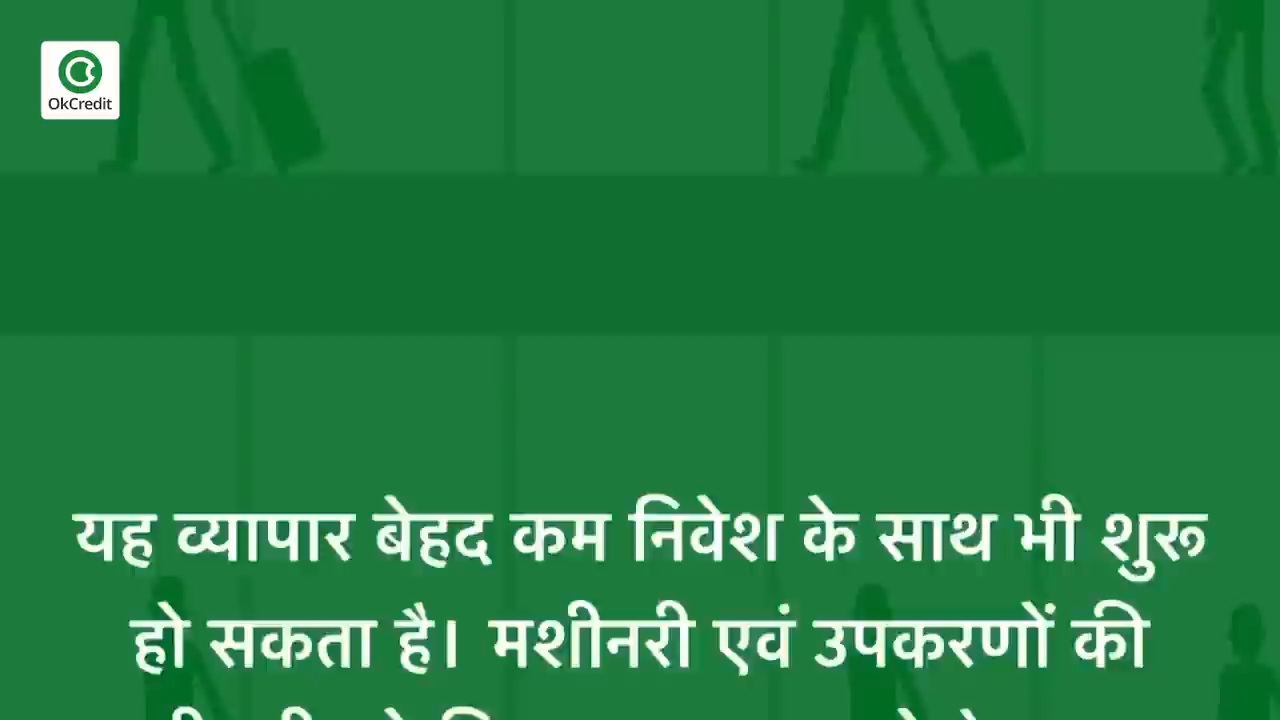 OkCredit
यह व्यापार बेहद कम निवेश के साथ भी शुरू
हो सकता है। मशीनरी एवं उपकरणों की